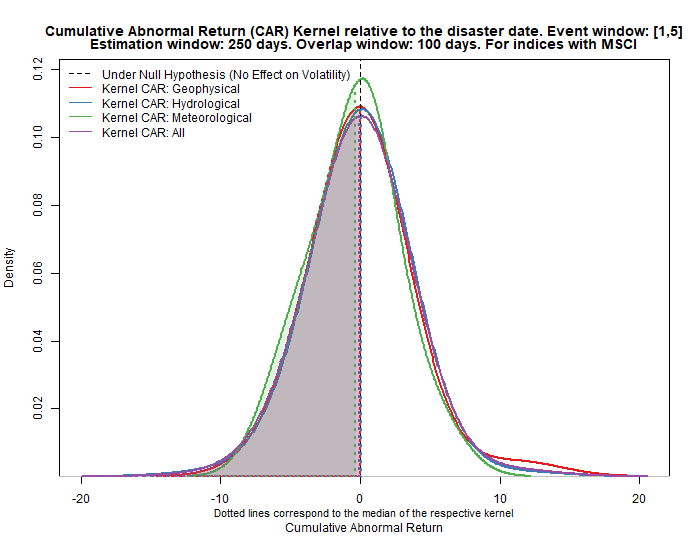 Cumulative Abnormal Return (CAR) Kernel relative to the disaster date. Event window: [1,5]
Estimation window: 250 days. Overlap window: 100 days. For indices with MSCI
Under Null Hypothesis (No Effect on Volatility)
Kernel CAR: Geophysical
Kernel CAR: Hydrological
Kernel CAR: Meteorological
Kernel CAR: All
Density
0.12
0.10
0.08
0.06
0.04
0.02
-20 -10 0 10 20
Dotted lines correspond to the median of the respective kernel
Cumulative Abnormal Return